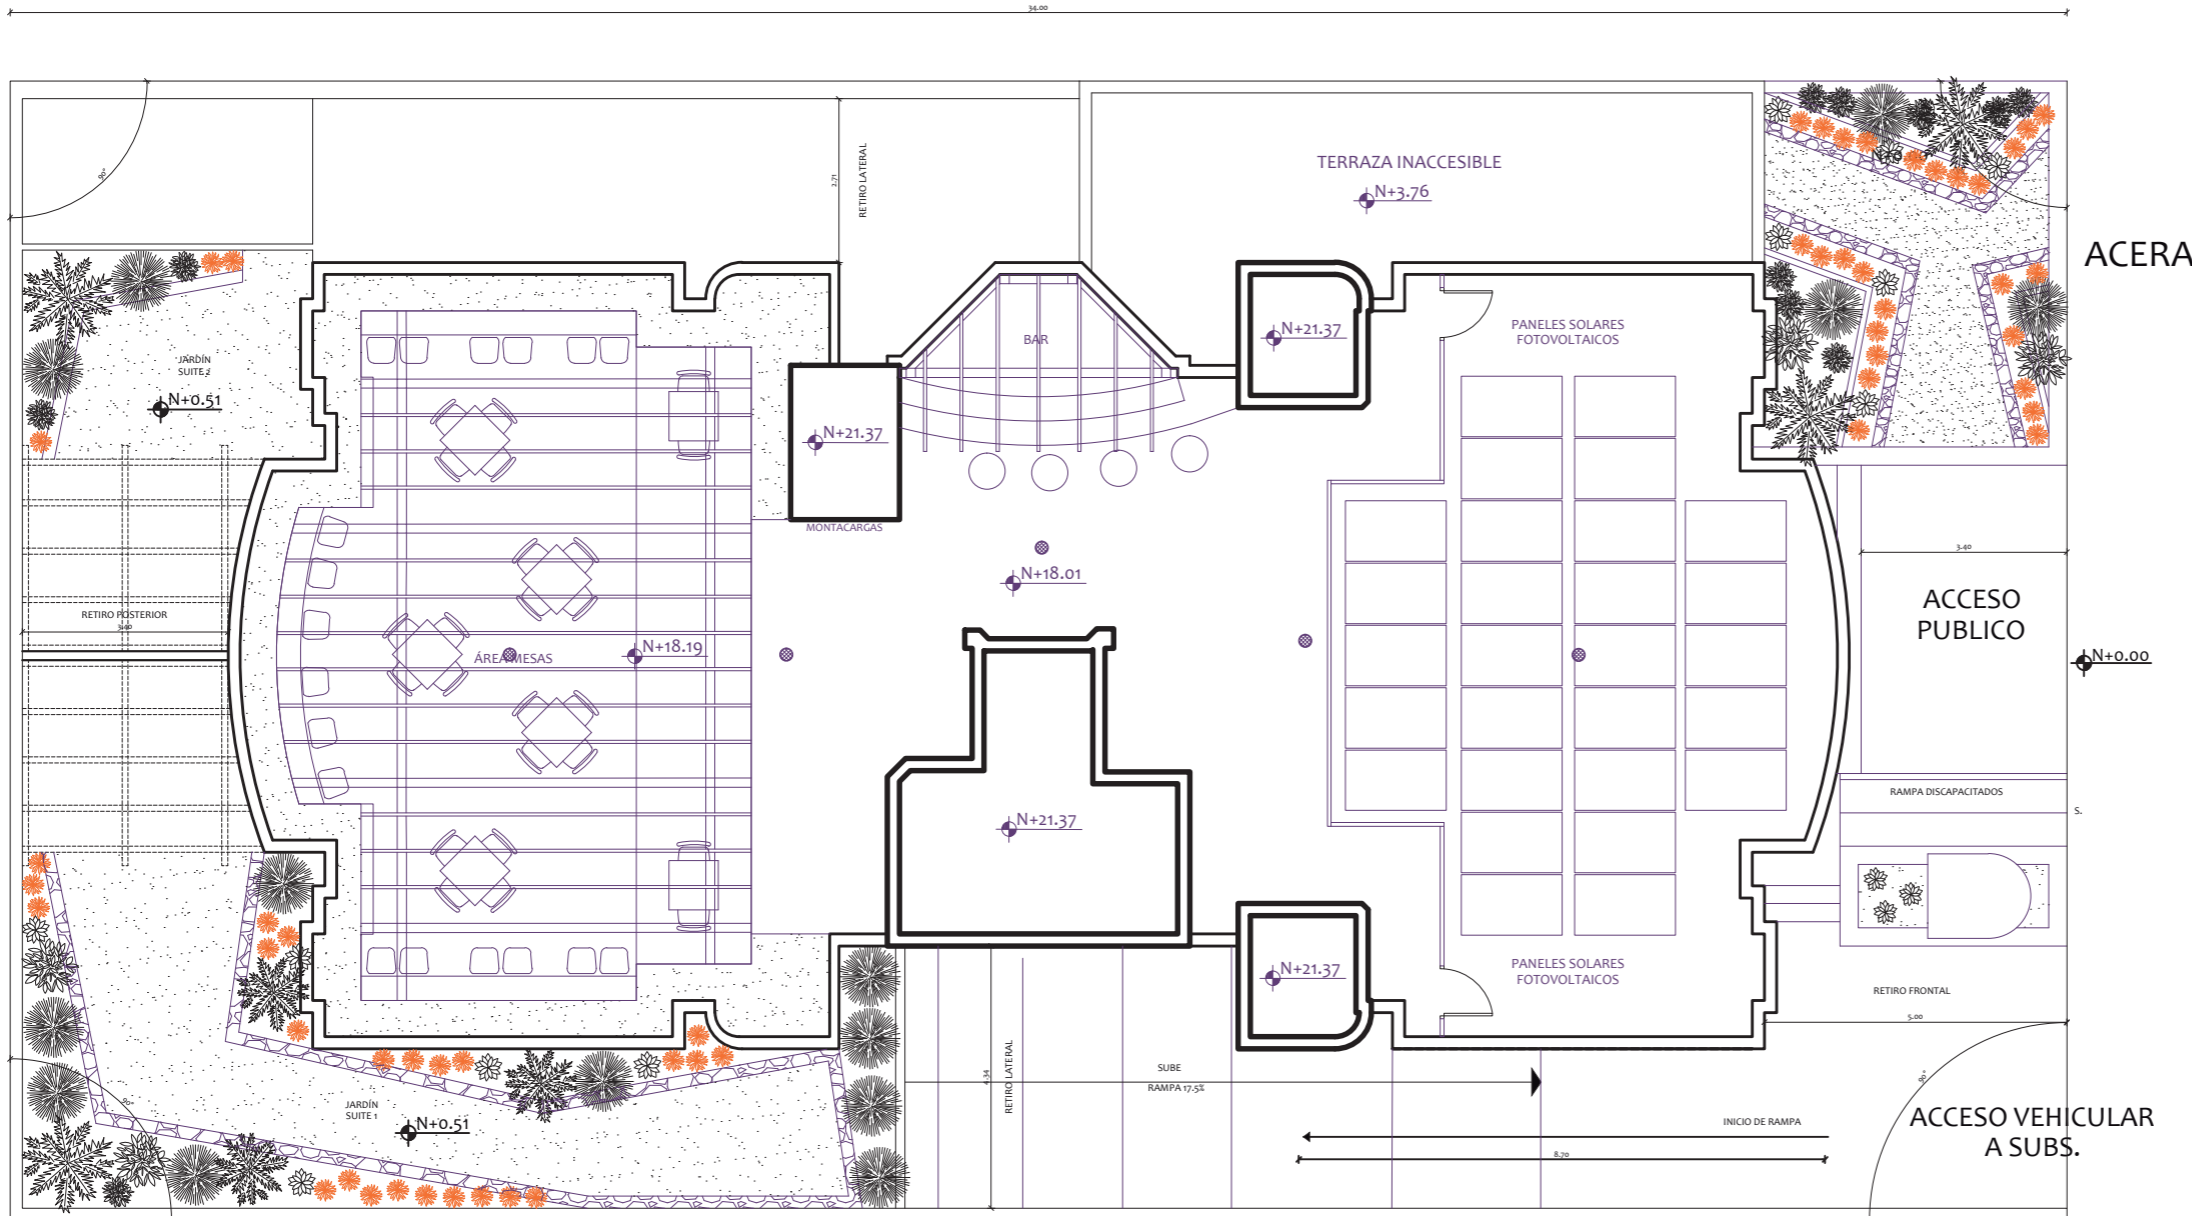 34.00
90°
2.71
RETIRO LATERAL
TERRAZA INACCESIBLE
N+3.76
ACERA
JARDÍN
SUITE 2
N+0.51
BAR
N+21.37
PANELES SOLARES
FOTOVOLTAICOS
N+21.37
MONTACARGAS
N+18.01
3.40
ACCESO
PUBLICO
RETIRO POSTERIOR
3.40
ÁREA MESAS
N+18.19
N+0.00
RAMPA DISCAPACITADOS
S.
N+21.37
N+21.37
PANELES SOLARES
FOTOVOLTAICOS
RETIRO FRONTAL
5.00
4.34
RETIRO LATERAL
SUBE
RAMPA 17.5%
90°
90°
JARDÍN
SUITE 1
N+0.51
INICIO DE RAMPA
8.70
ACCESO VEHICULAR
A SUBS.